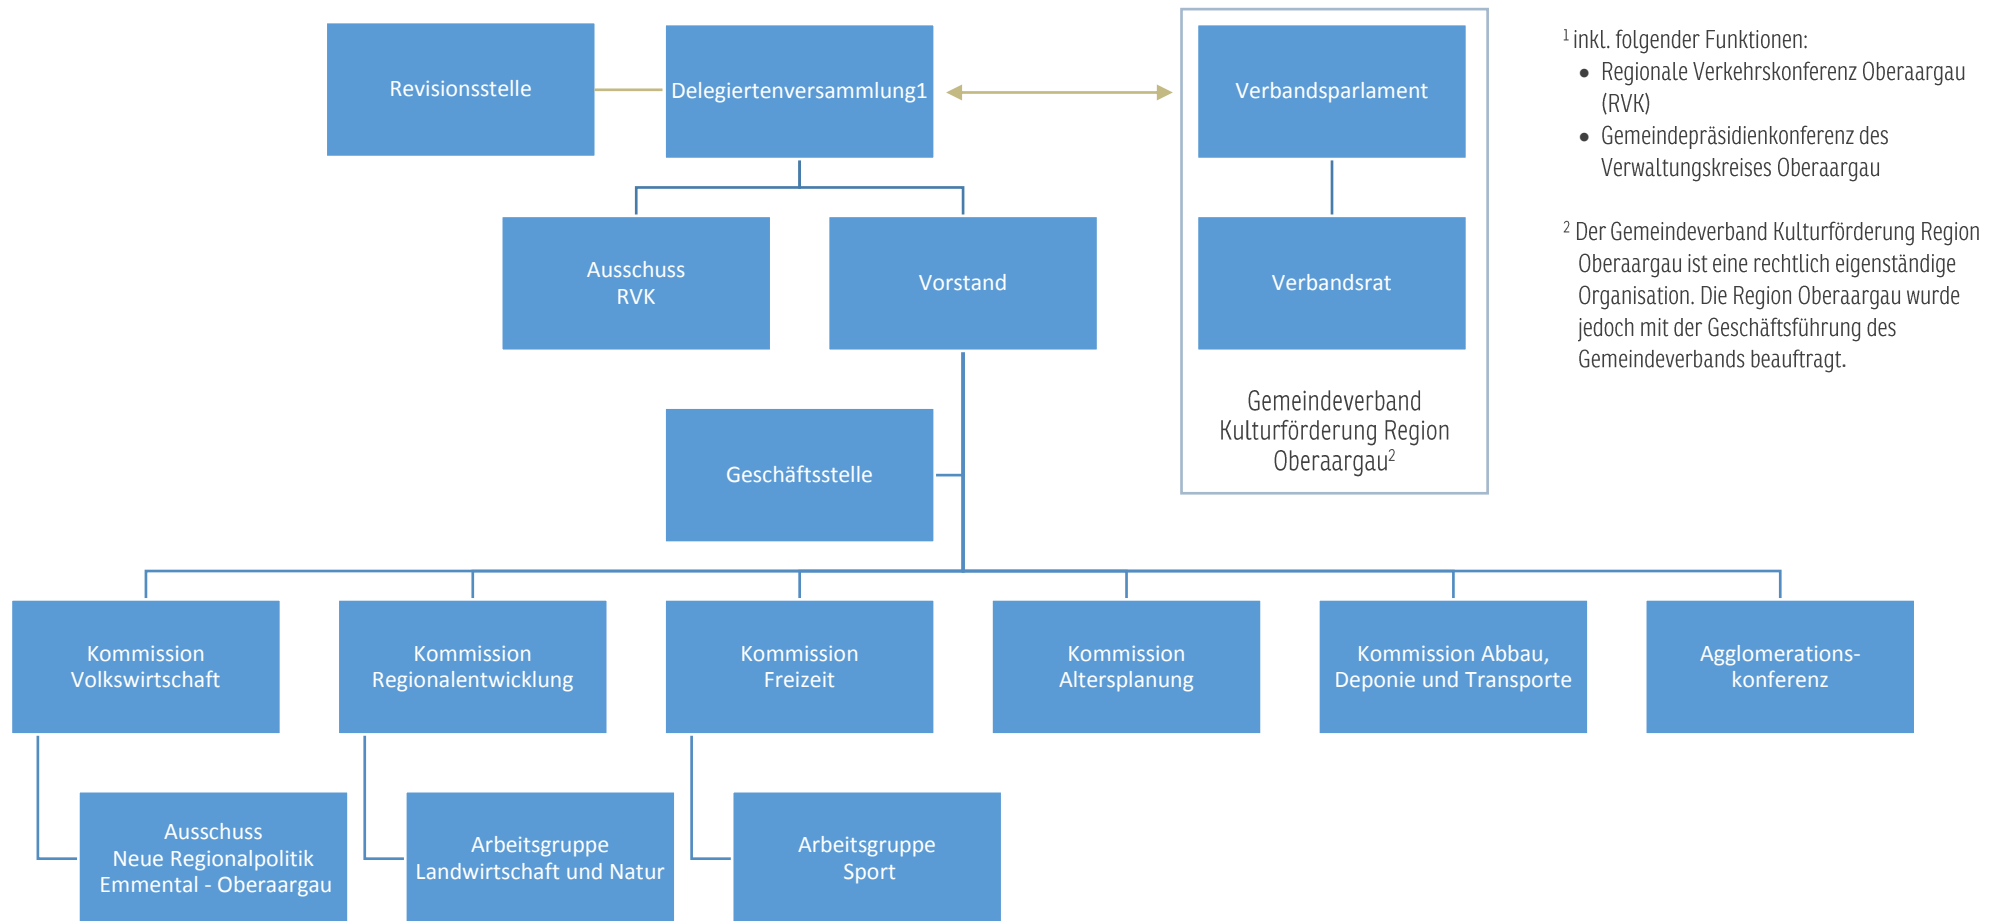 Revisionsstelle
Delegiertenversammlung1
Verbandsparlament
Ausschuss
RVK
Vorstand
Verbandsrat
Gemeindeverband
Kulturförderung Region
Oberaargau²
¹ inkl. folgender Funktionen:
• Regionale Verkehrskonferenz Oberaargau
(RVK)
• Gemeindepräsidienkonferenz des
Verwaltungskreises Oberaargau
² Der Gemeindeverband Kulturförderung Region
Oberaargau ist eine rechtlich eigenständige
Organisation. Die Region Oberaargau wurde
jedoch mit der Geschäftsführung des
Gemeindeverbands beauftragt.
Geschäftsstelle
Kommission
Volkswirtschaft
Kommission
Regionalentwicklung
Kommission
Freizeit
Kommission
Altersplanung
Kommission Abbau,
Deponie und Transporte
Agglomerations-
konferenz
Ausschuss
Neue Regionalpolitik
Emmental - Oberaargau
Arbeitsgruppe
Landwirtschaft und Natur
Arbeitsgruppe
Sport